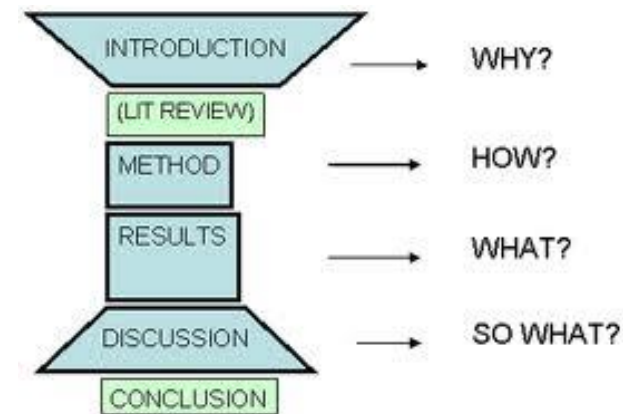 INTRODUCTION
WHY?
(LIT REVIEW)
METHOD
HOW?
RESULTS
WHAT?
DISCUSSION
SO WHAT?
CONCLUSION